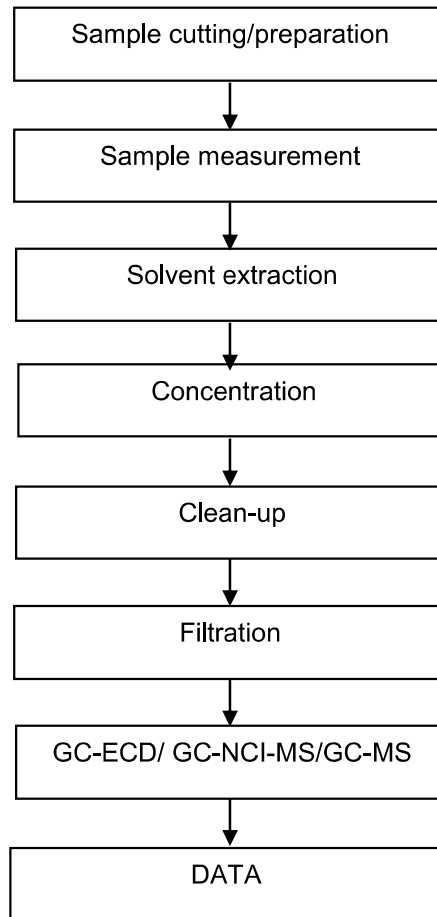 Sample cutting/preparation
Sample measurement
Solvent extraction
Concentration
Clean-up
Filtration
GC-ECD/ GC-NCI-MS/GC-MS
DATA